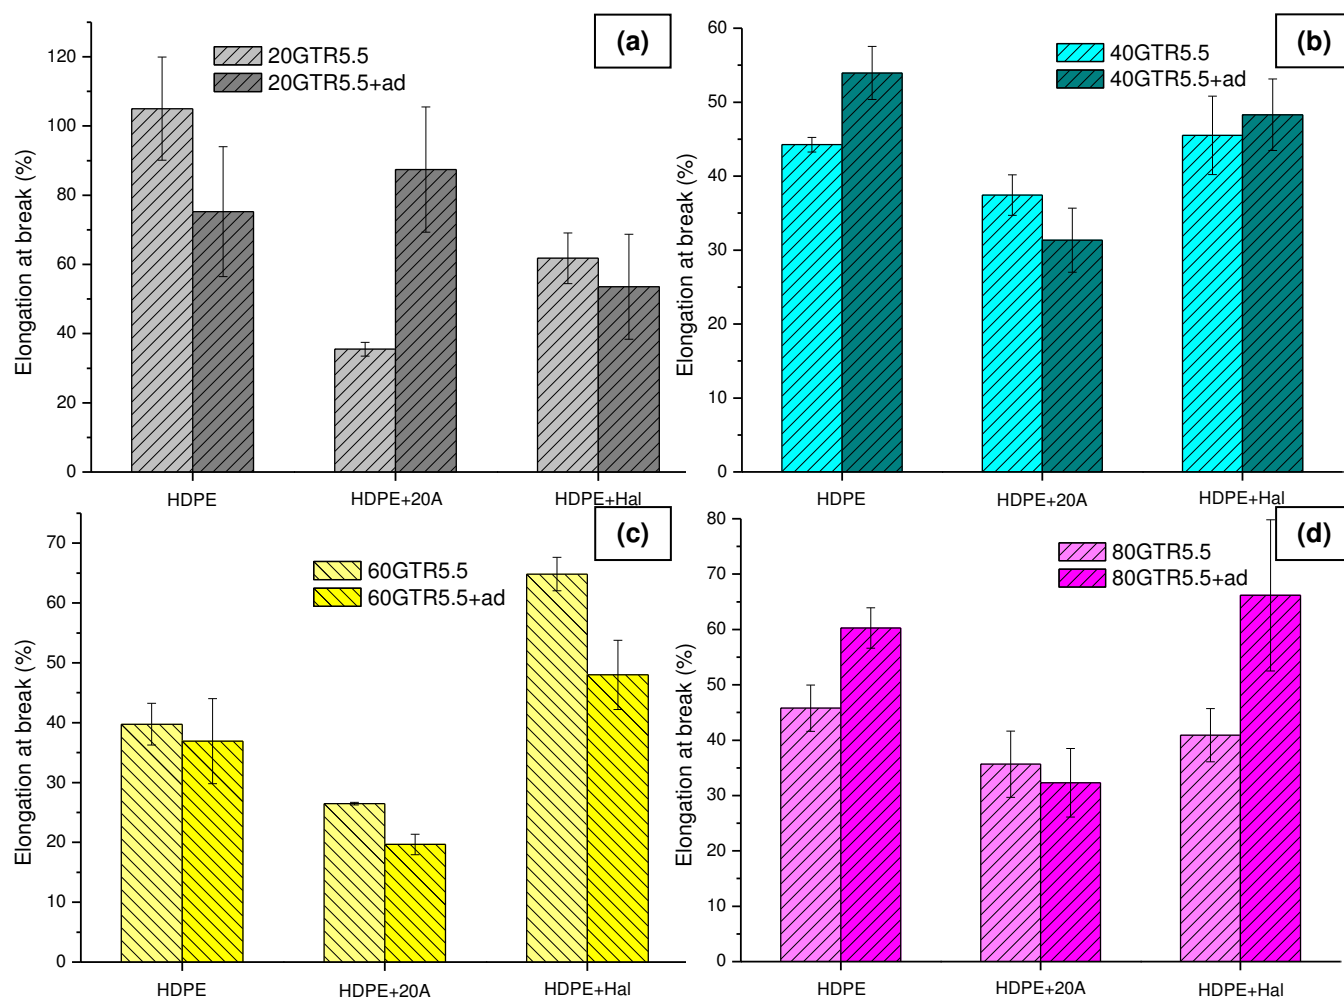 (a)
20GTR5.5
20GTR5.5+ad
Elongation at break (%)
120
100
80
60
40
20
0
HDPE
HDPE+20A
HDPE+Hal
(b)
40GTR5.5
40GTR5.5+ad
Elongation at break (%)
60
50
40
30
20
10
0
HDPE
HDPE+20A
HDPE+Hal
(c)
60GTR5.5
60GTR5.5+ad
Elongation at break (%)
70
60
50
40
30
20
10
0
HDPE
HDPE+20A
HDPE+Hal
(d)
80GTR5.5
80GTR5.5+ad
Elongation at break (%)
80
70
60
50
40
30
20
10
0
HDPE
HDPE+20A
HDPE+Hal